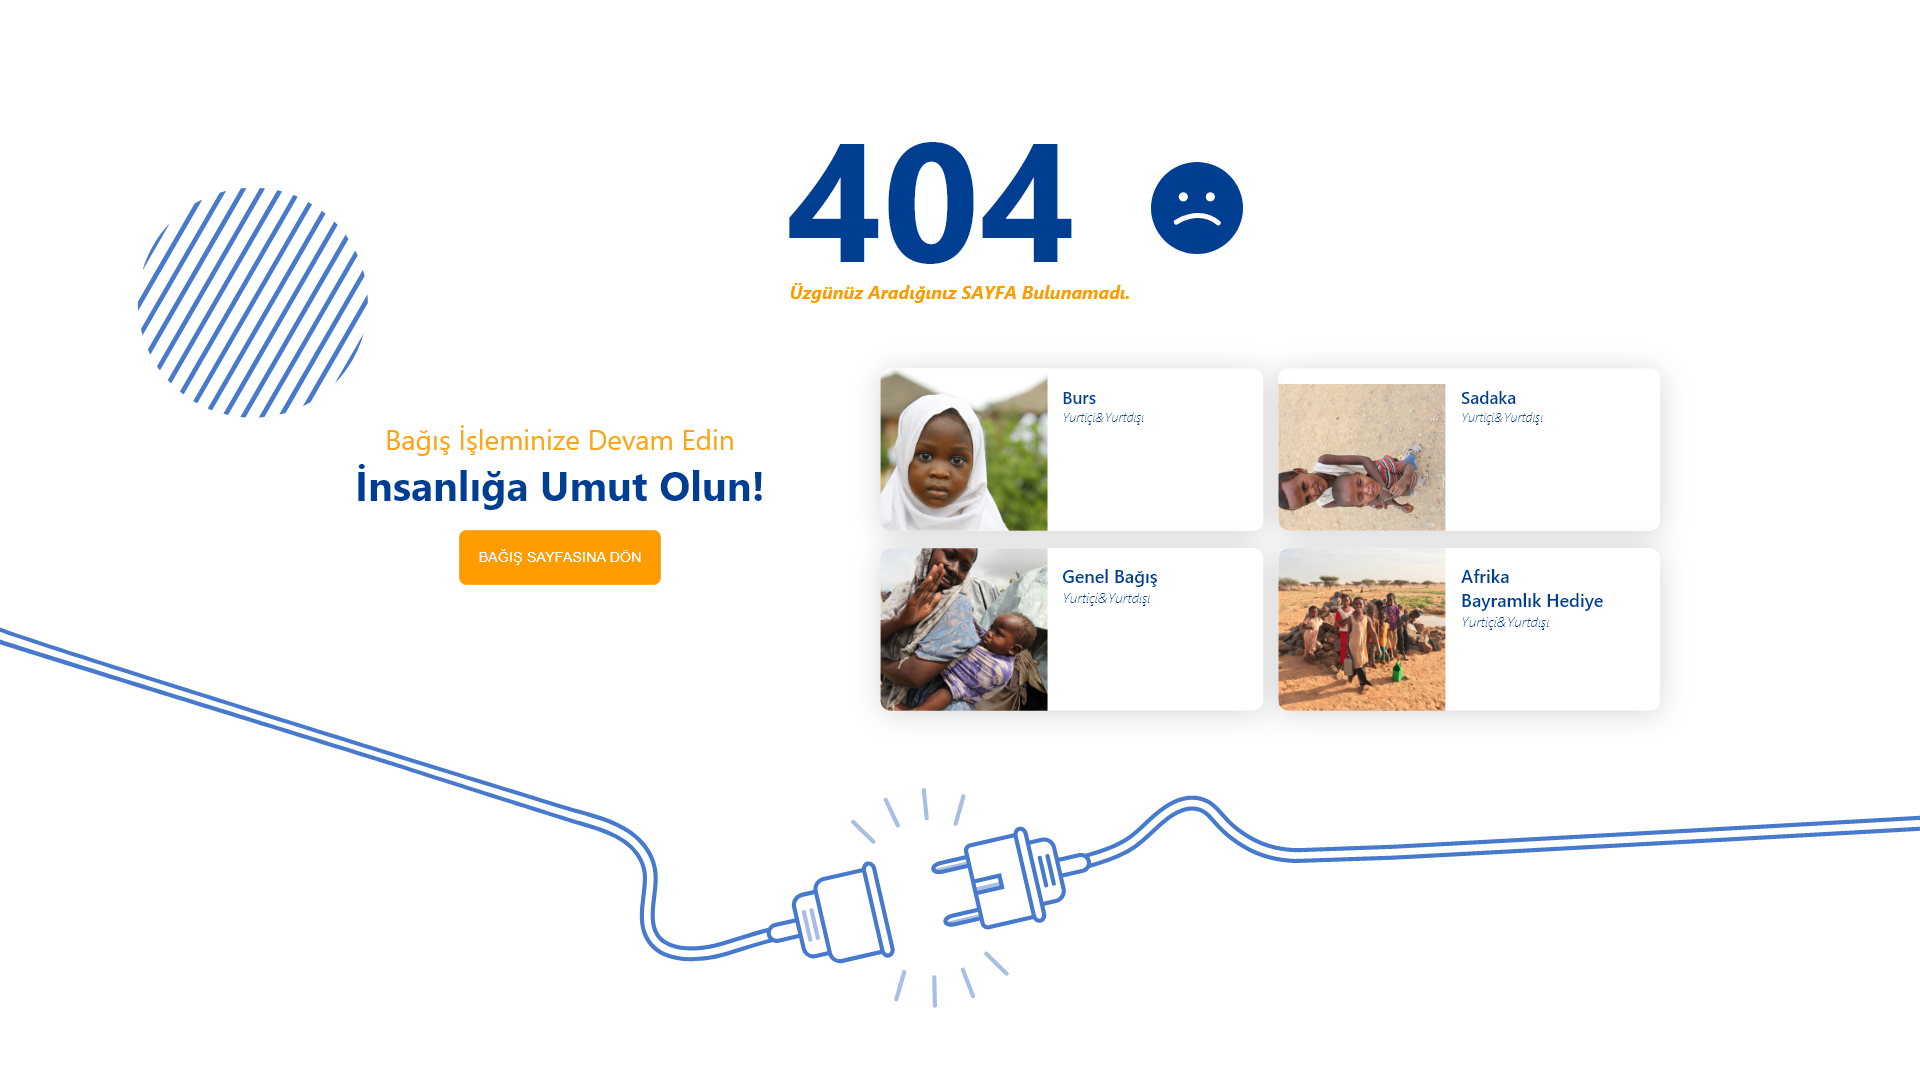 404
Üzgünüz Aradığınız SAYFA Bulunamadı.
Bağış İşleminize Devam Edin
İnsanlığa Umut Olun!
BAĞIŞ SAYFASINA DÖN
Burs
Yurtiçi&Yurtdışı
Sadaka
Yurtiçi&Yurtdışı
Genel Bağış
Yurtiçi&Yurtdışı
Afrika
Bayramlık Hediye
Yurtiçi&Yurtdışı